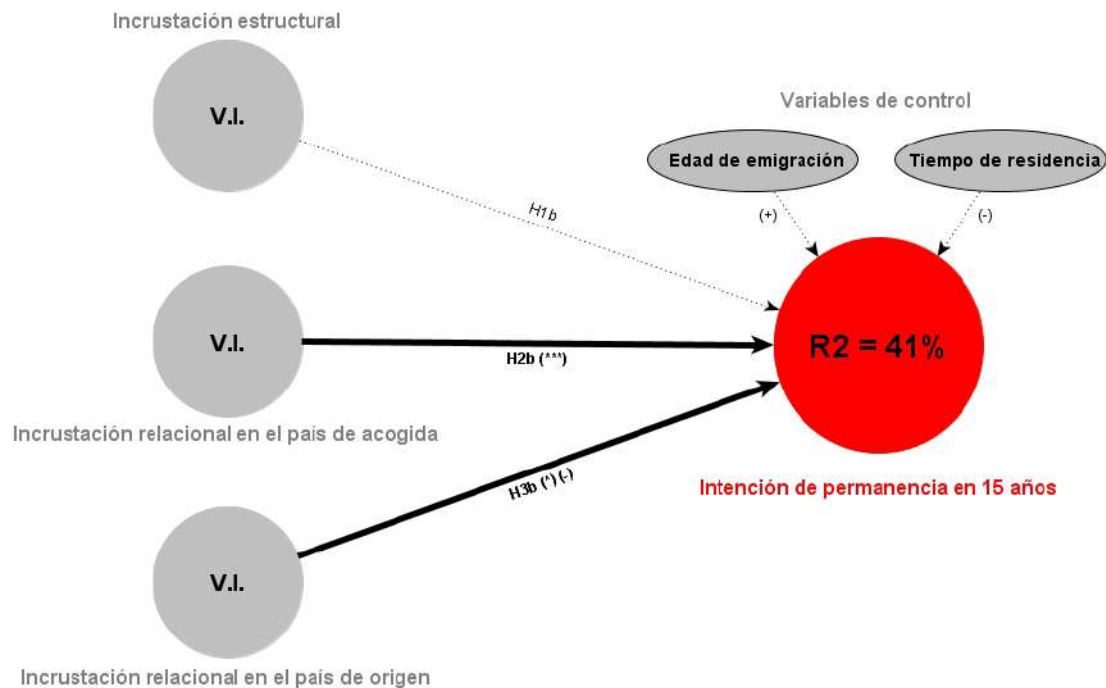 Incrustación estructural
V.I.
Variables de control
Edad de emigración
Tiempo de residencia
(+)
(-)
H1b
V.I.
R2 = 41%
H2b (***)
Incrustación relacional en el país de acogida
H3b (*) (-)
Intención de permanencia en 15 años
V.I.
Incrustación relacional en el país de origen